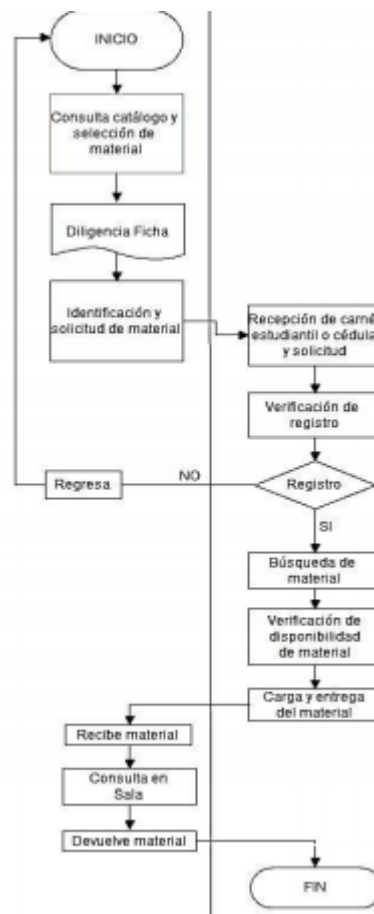 INICIO
Consulta catálogo y
selección de
material
Diligencia Ficha
Identificación y
solicitud de material
Recepción de carné
estudiantil o cédula
y solicitud
Verificación de
registro
Registro
NO
Regresa
SI
Búsqueda de
material
Verificación de
disponibilidad
de material
Carga y entrega
del material
Recibe material
Consulta en
Sala
Devuelve material
FIN